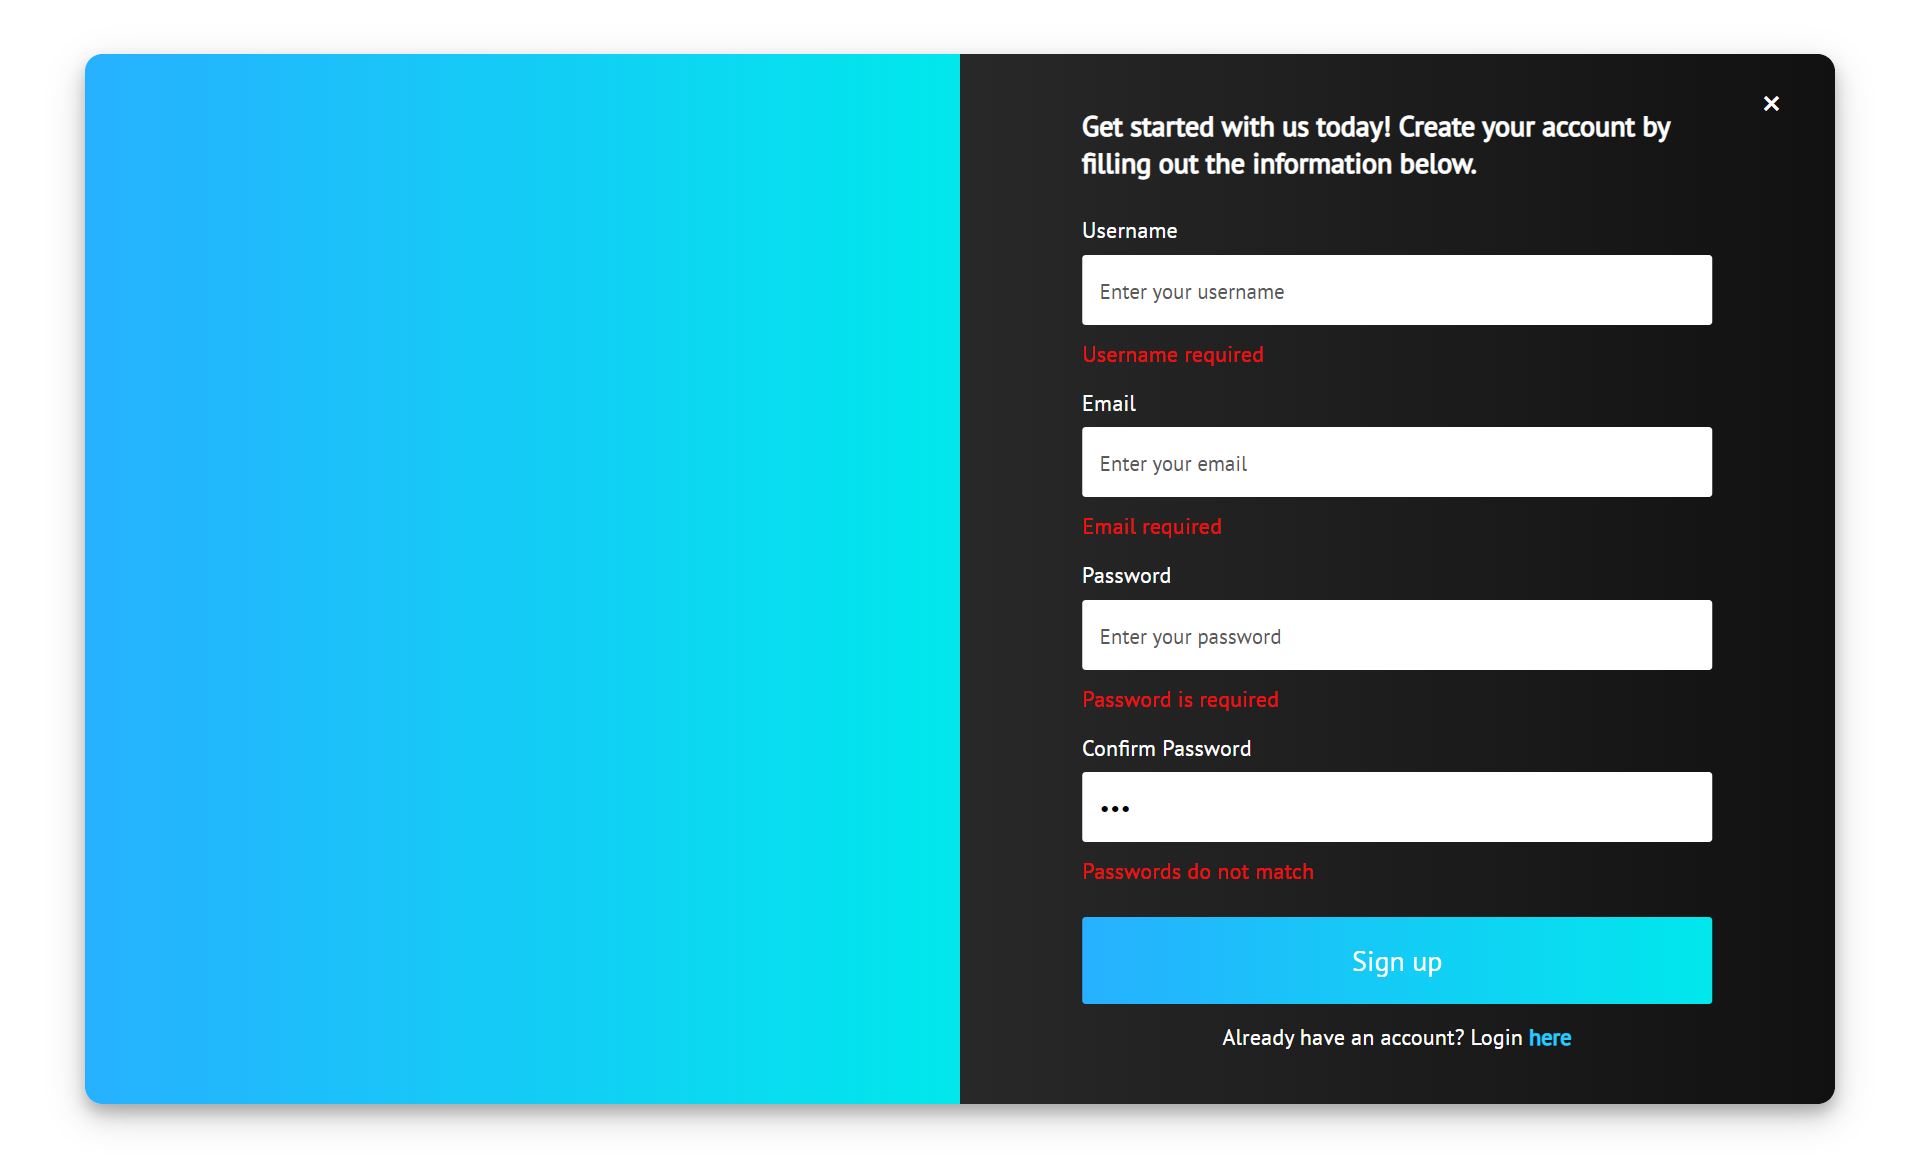 ×
Get started with us today! Create your account by
filling out the information below.
Username
Enter your username
Username required
Email
Enter your email
Email required
Password
Enter your password
Password is required
Confirm Password
•••
Passwords do not match
Sign up
Already have an account? Login here